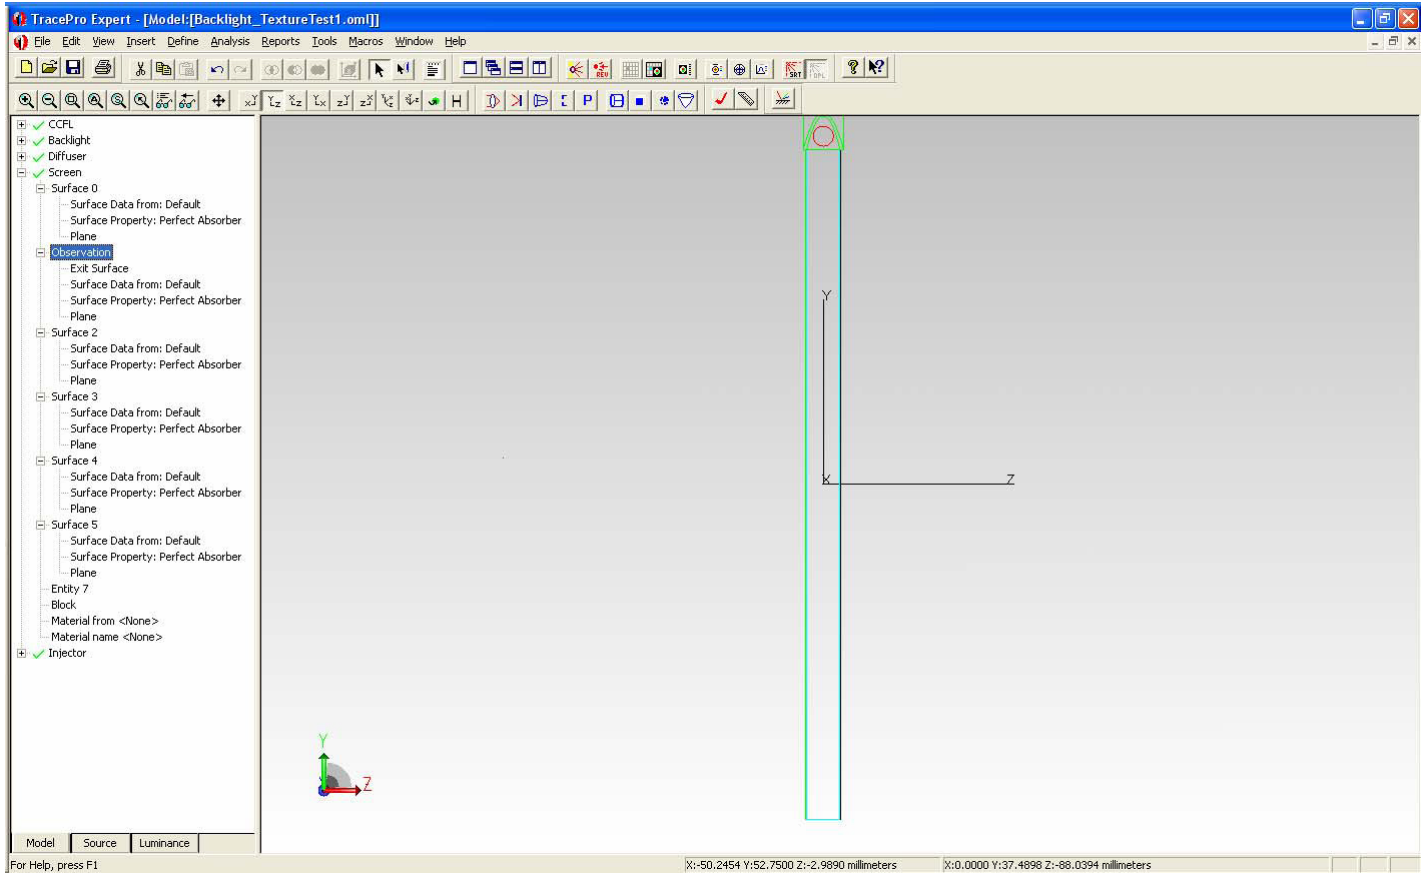 TracePro Expert - [Model:[Backlight_TextureTest1.oml]]
File Edit View Insert Define Analysis Reports Tools Macros Window Help
CCFL
Backlight
Diffuser
Screen
Surface 0
Surface Data from: Default
Surface Property: Perfect Absorber
Plane
Observation
Exit Surface
Surface Data from: Default
Surface Property: Perfect Absorber
Plane
Surface 2
Surface Data from: Default
Surface Property: Perfect Absorber
Plane
Surface 3
Surface Data from: Default
Surface Property: Perfect Absorber
Plane
Surface 4
Surface Data from: Default
Surface Property: Perfect Absorber
Plane
Surface 5
Surface Data from: Default
Surface Property: Perfect Absorber
Plane
Entity 7
Block
Material from <None>
Material name <None>
Injector
Y
X
Z
Y
Z
Model Source Luminance
For Help, press F1
X:-50.2454 Y:52.7500 Z:-2.9890 millimeters
X:0.0000 Y:37.4898 Z:-88.0394 millimeters